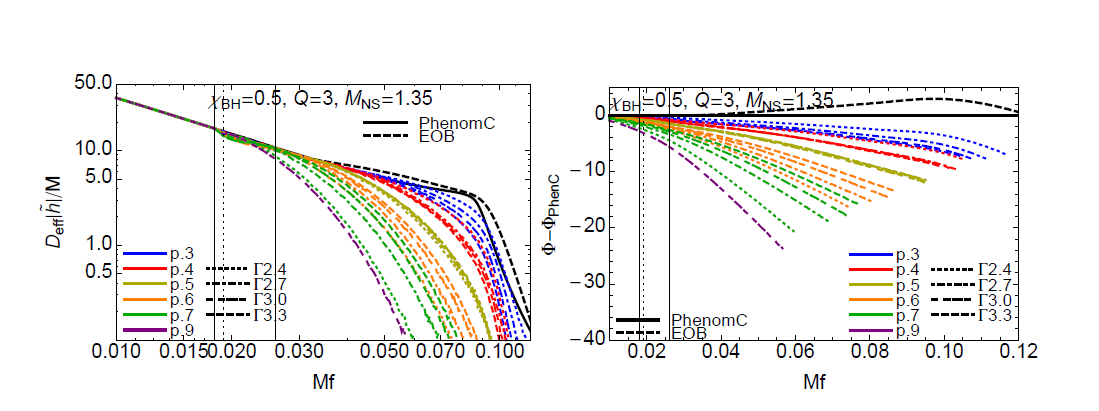 χBH=0.5, Q=3, MNS=1.35
PhenomC
EOB
50.0
10.0
5.0
1.0
0.5
Deff|h̃|/M
p.3
p.4
p.5
p.6
p.7
p.9
Γ2.4
Γ2.7
Γ3.0
Γ3.3
0.010
0.015
0.020
0.030
0.050
0.070
0.100
Mf
χBH=0.5, Q=3, MNS=1.35
0
−10
−20
−30
−40
Φ−ΦPhenC
p.3
p.4
p.5
p.6
p.7
p.9
Γ2.4
Γ2.7
Γ3.0
Γ3.3
PhenomC
EOB
0.02
0.04
0.06
0.08
0.10
0.12
Mf